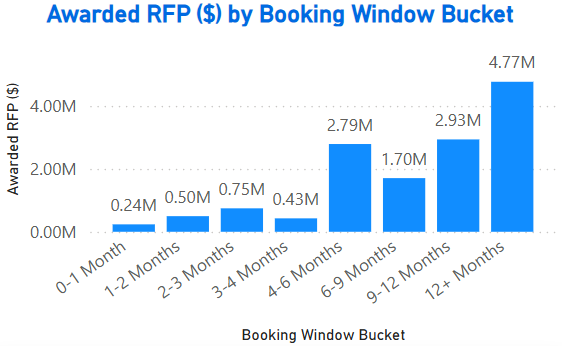 Awarded RFP ($) by Booking Window Bucket
4.77M
4.00M
2.79M
2.93M
2.00M
1.70M
0.75M
0.50M
0.43M
0.24M
0.00M
Awarded RFP ($)
0-1 Month
1-2 Months
2-3 Months
3-4 Months
4-6 Months
6-9 Months
9-12 Months
12+ Months
Booking Window Bucket